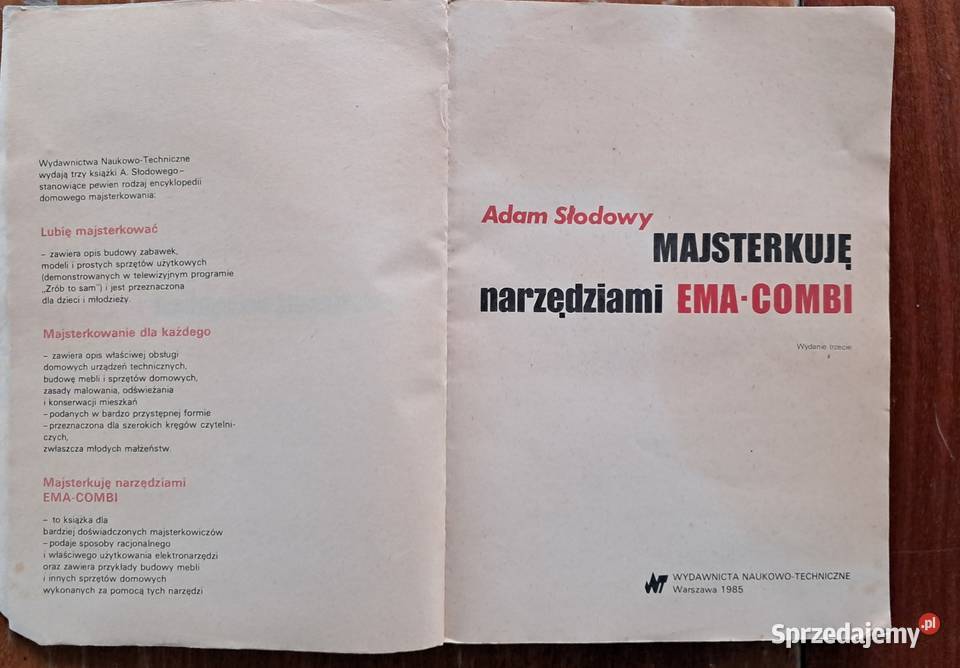 Wydawnictwa Naukowo-Techniczne
wydają trzy książki A. Słodowego–
stanowiące pewien rodzaj encyklopedii
domowego majsterkowania:
Lubię majsterkować
– zawiera opis budowy zabawek,
modeli i prostych sprzętów użytkowych
(demonstrowanych w telewizyjnym programie
„Zrób to sam”) i jest przeznaczona
dla dzieci i młodzieży.
Majsterkowanie dla każdego
– zawiera opis właściwej obsługi
domowych urządzeń technicznych,
budowę mebli i sprzętów domowych,
zasady malowania, odświeżania
i konserwacji mieszkań
– podanych w bardzo przystępnej formie
– przeznaczona dla szerokich kręgów czytelni-
czych,
zwłaszcza młodych małżeństw.
Majsterkuję narzędziami
EMA-COMBI
– to książka dla
bardziej doświadczonych majsterkowiczów
– podaje sposoby racjonalnego
i właściwego użytkowania elektronarzędzi
oraz zawiera przykłady budowy mebli
i innych sprzętów domowych
wykonanych za pomocą tych narzędzi
Adam Słodowy
MAJSTERKUJĘ
narzędziami EMA-COMBI
Wydanie trzecie
WNT WYDAWNICTA NAUKOWO-TECHNICZNE
Warszawa 1985
Sprzedajemy.pl